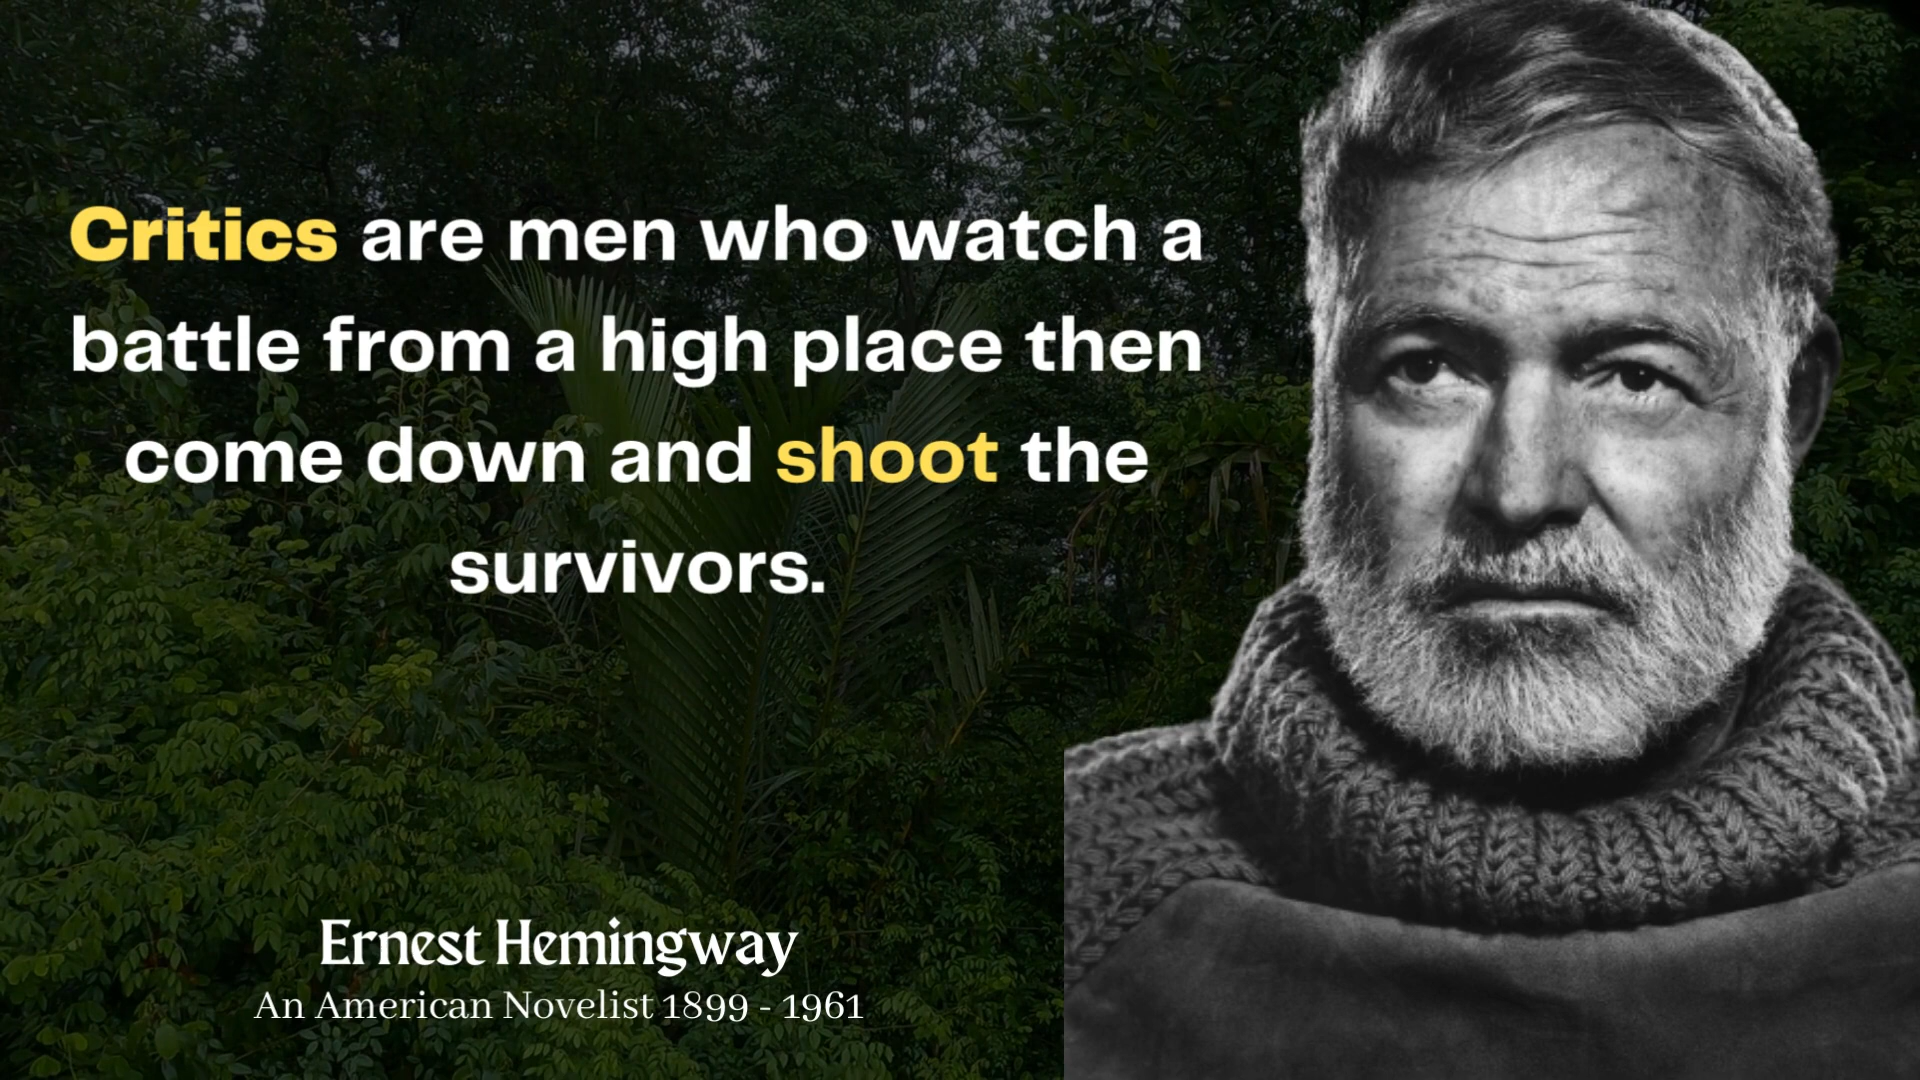 Critics are men who watch a
battle from a high place then
come down and shoot the
survivors.
Ernest Hemingway
An American Novelist 1899 - 1961